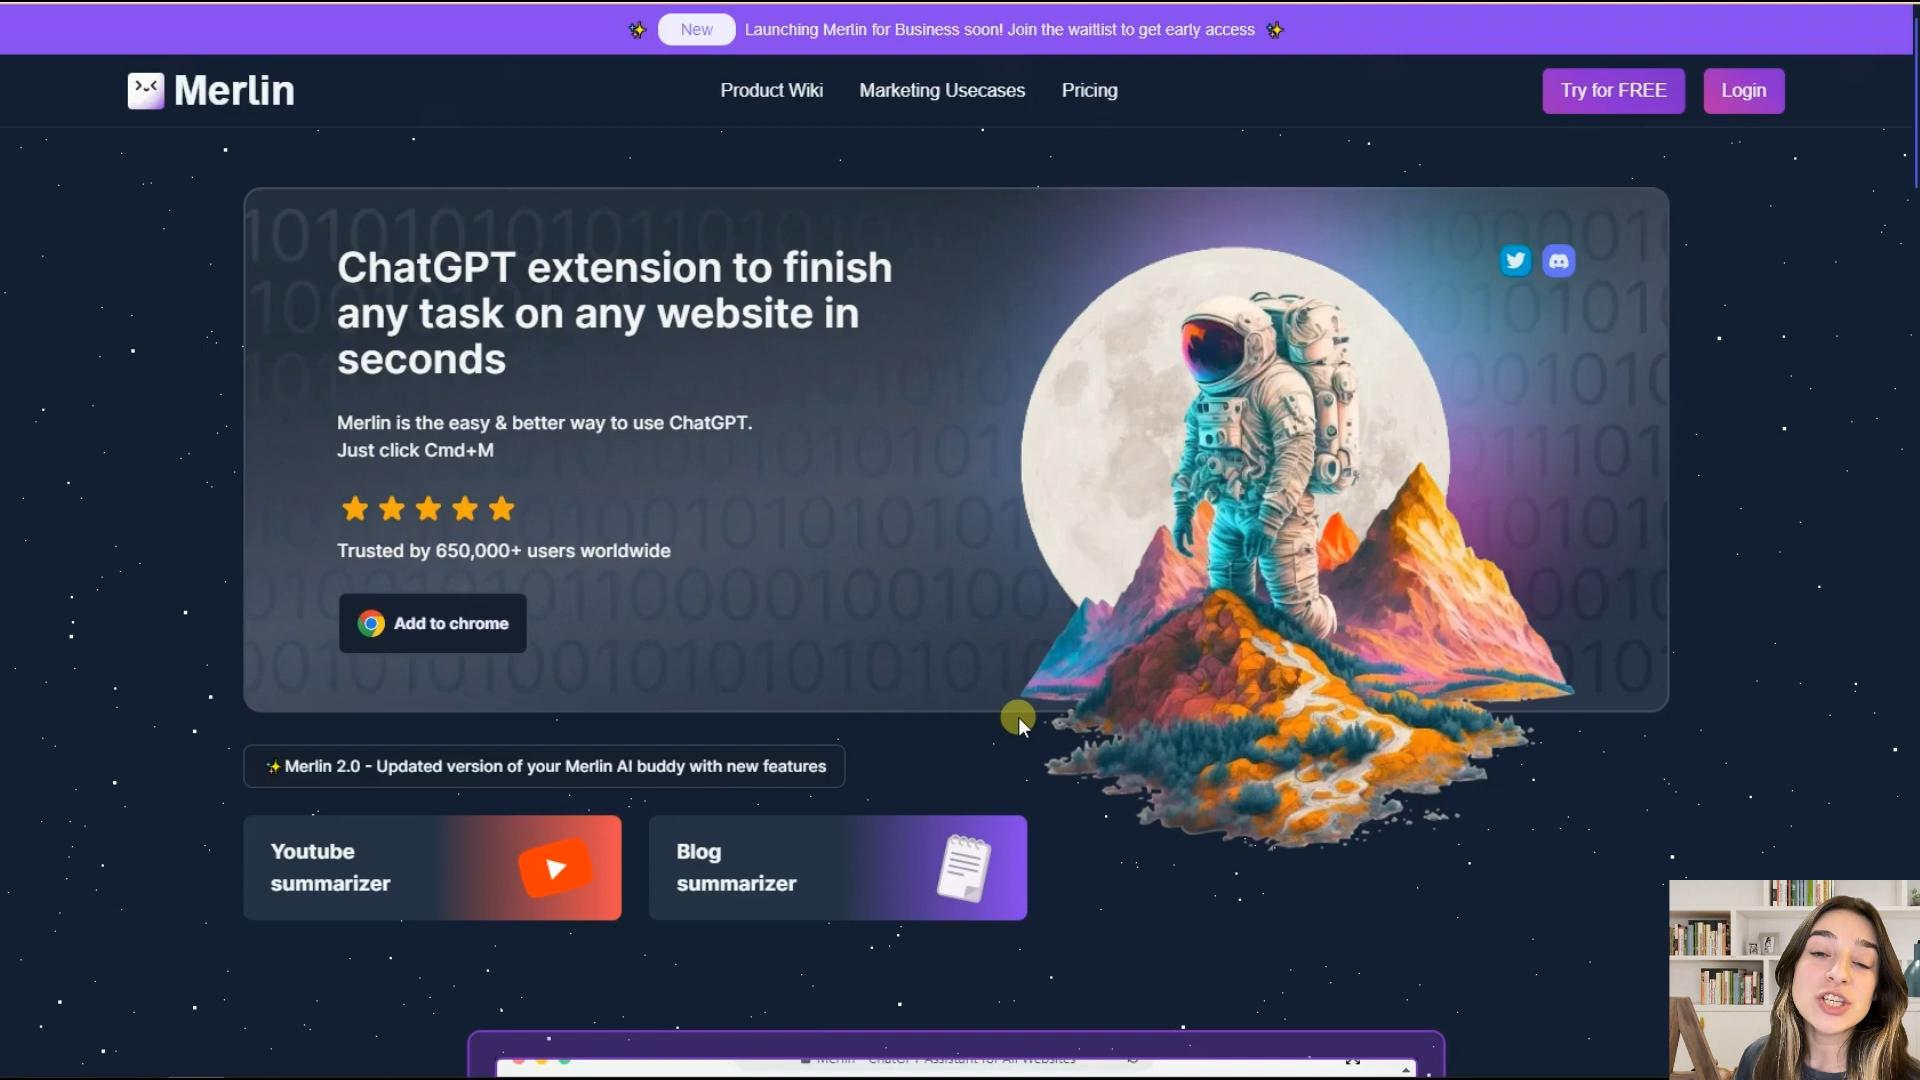 New Launching Merlin for Business soon! Join the waitlist to get early access
Merlin
Product Wiki Marketing Usecases Pricing
Try for FREE Login
ChatGPT extension to finish
any task on any website in
seconds
Merlin is the easy & better way to use ChatGPT.
Just click Cmd+M
Trusted by 650,000+ users worldwide
Add to chrome
Merlin 2.0 - Updated version of your Merlin AI buddy with new features
Youtube
summarizer
Blog
summarizer